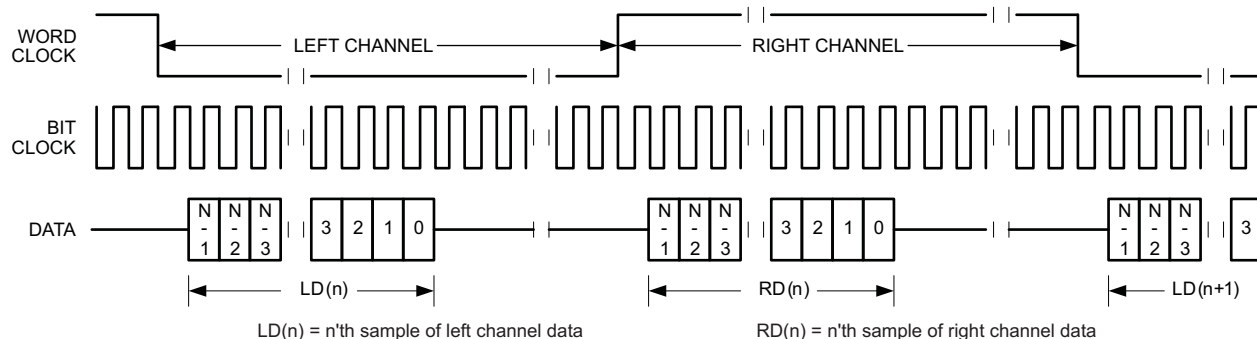 WORD
CLOCK
LEFT CHANNEL
RIGHT CHANNEL
BIT
CLOCK
DATA
N
-
1
N
-
2
N
-
3
3
2
1
0
N
-
1
N
-
2
N
-
3
3
2
1
0
N
-
1
N
-
2
N
-
3
3
LD(n)
RD(n)
LD(n+1)
LD(n) = n'th sample of left channel data
RD(n) = n'th sample of right channel data